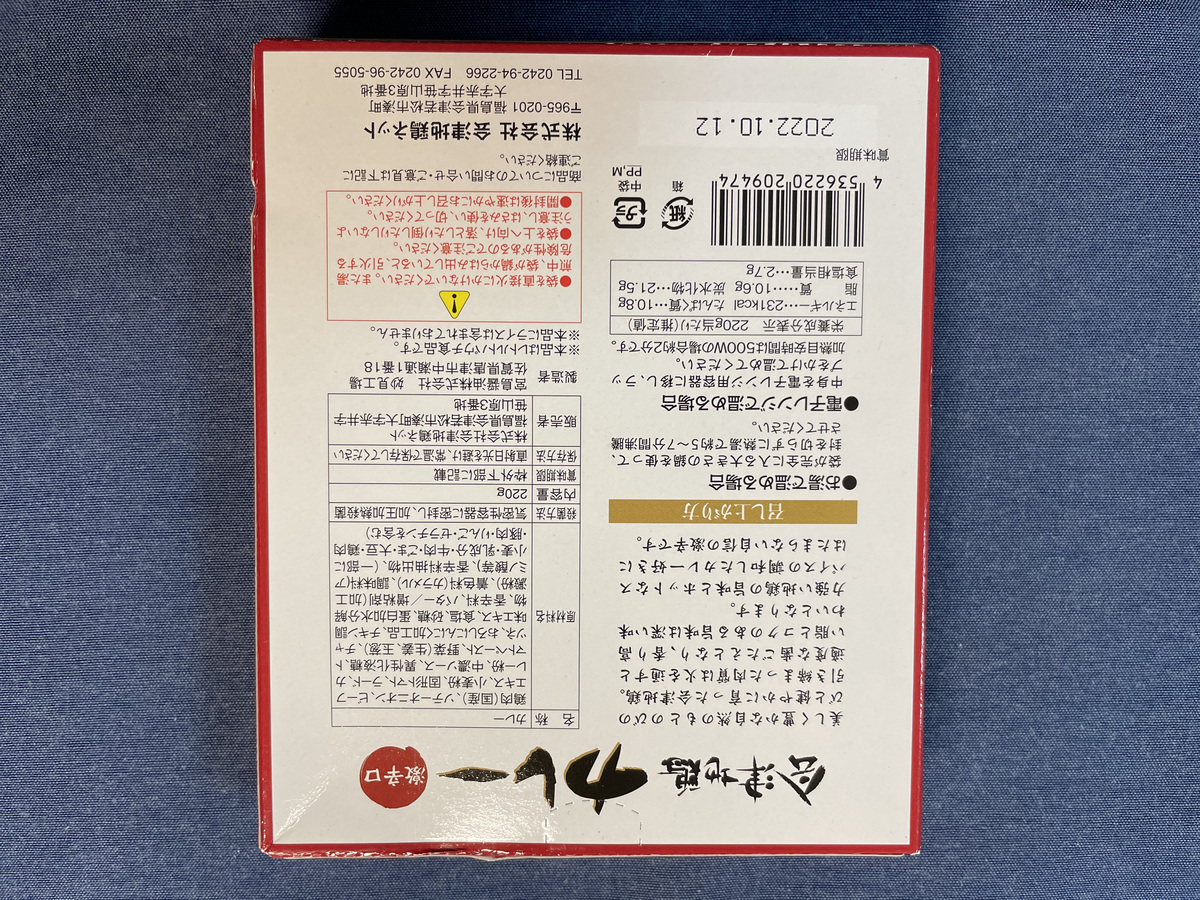 会津地鶏 カレー 激辛口
美しく豊かな自然のもとのびの
びと健やかに育った会津地鶏。
引き締まった肉質は火を通すと
適度な歯ごたえとなり、香り高
い脂とコクのある旨味は深い味
わいとなります。
力強い地鶏の旨味とホットなス
パイスの調和したカレー好きに
はたまらない自信の激辛です。
召し上がり方
●お湯で温める場合
袋が完全に入る大きさの鍋を使って、
封を切らずに熱湯で約5～7分間沸騰
させてください。
●電子レンジで温める場合
中身を電子レンジ用容器に移し、ラッ
プをかけて温めてください。
加熱目安時間は500Wの場合約2分です。
栄養成分表示 220g当たり(推定値)
エネルギー…231kcal たんぱく質…10.8g
脂 質……10.6g 炭水化物…21.5g
食塩相当量…2.7g
4 536220 209474
紙
箱
プラ
中袋
PP,M
賞味期限
2022.10.12
名 称 カレー
原材料名
鶏肉(国産)、ソテーオニオン、ビーフ
エキス、小麦粉、固形トマト、ラード、カ
レー粉、中濃ソース、異性化液糖、ト
マトペースト、野菜(生姜、玉葱)、チャ
ツネ、おろしにんにく加工品、チキン調
味エキス、食塩、砂糖、蛋白加水分解
物、香辛料、バター／増粘剤(加工
澱粉)、着色料(カラメル)、調味料(ア
ミノ酸等)、香辛料抽出物、(一部に
小麦・乳成分・牛肉・ごま・大豆・鶏肉
・豚肉・りんご・ゼラチンを含む)
殺菌方法 気密性容器に密封し、加圧加熱殺菌
内容量 220g
賞味期限 枠外下部に記載
保存方法 直射日光を避け、常温で保存してください
販売者
株式会社会津地鶏ネット
福島県会津若松市湊町大字赤井字
笹山原3番地
製造者
宮島醤油株式会社 妙見工場
佐賀県唐津市中瀬通1番18
※本品はレトルトパウチ食品です。
※本品にライスは含まれておりません。
!
●袋を直接火にかけないでください。また湯
煎中、袋が鍋からはみ出していると、引火する
危険性があるのでご注意ください。
●袋を上へ向け、落としたり倒したりしないよ
う注意し、はさみを使い、切ってください。
●開封後は速やかにお召し上がりください。
商品についてのお問い合せ・ご意見は下記に
ご連絡ください。
株式会社 会津地鶏ネット
〒965-0201 福島県会津若松市湊町
大字赤井字笹山原3番地
TEL 0242-94-2266 FAX 0242-96-5055